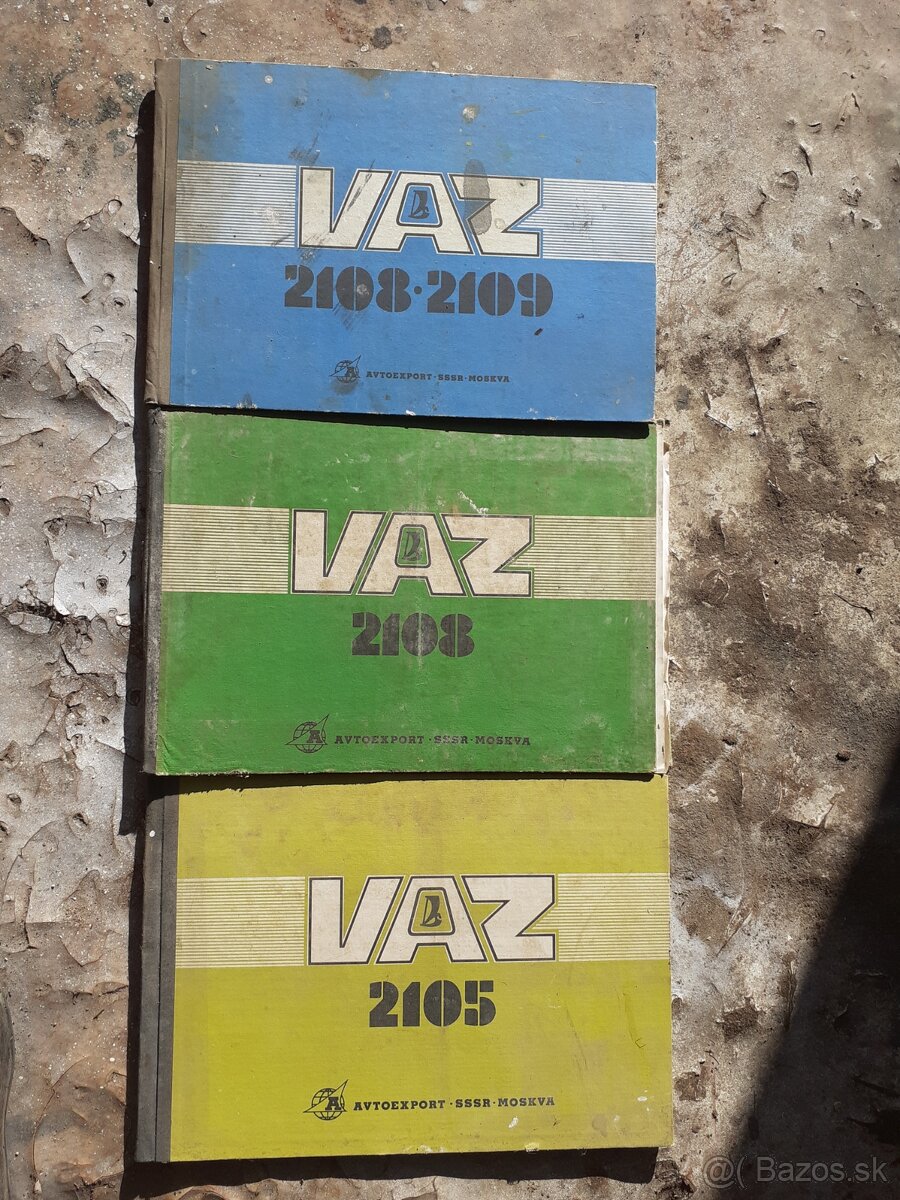 VAZ
2108·2109
AVTOEXPORT·SSSR·MOSKVA
VAZ
2108
AVTOEXPORT·SSSR·MOSKVA
VAZ
2105
AVTOEXPORT·SSSR·MOSKVA
@( Bazos.sk